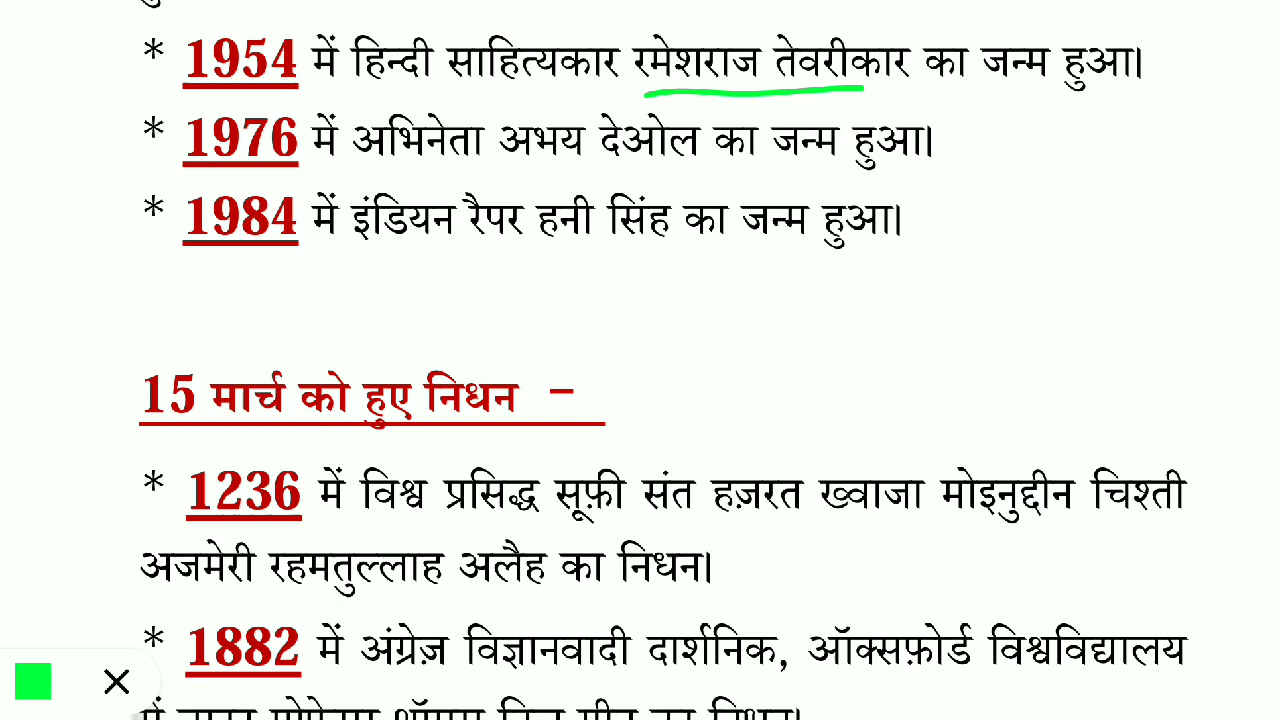 * 1954 में हिन्दी साहित्यकार रमेशराज तेवरीकार का जन्म हुआ।
* 1976 में अभिनेता अभय देओल का जन्म हुआ।
* 1984 में इंडियन रैपर हनी सिंह का जन्म हुआ।
15 मार्च को हुए निधन –
* 1236 में विश्व प्रसिद्ध सूफ़ी संत हज़रत ख्वाजा मोइनुद्दीन चिश्ती
अजमेरी रहमतुल्लाह अलैह का निधन।
* 1882 में अंग्रेज़ विज्ञानवादी दार्शनिक, ऑक्सफ़ोर्ड विश्वविद्यालय